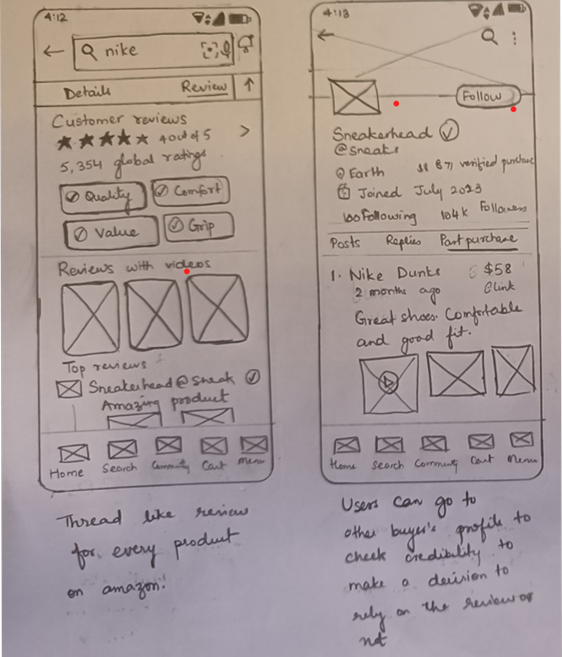 4:12
nike
Details Review
Customer reviews
4 out of 5
5,354 global ratings
Quality Comfort
Value Grip
Reviews with videos
Top reviews
Sneakerhead@Sneak
Amazing product
Home Search Community Cart Menu
Thread like review
for every product
on amazon!
4:13
Follow
Sneakerhead
@Sneaks
Earth verified purchase
Joined July 2023
100 Following 104k Followers
Posts Replies Past purchase
1. Nike Dunks $58
2 months ago link
Great shoes. Comfortable
and good fit.
Home Search Community Cart Menu
Users can go to
other buyer's profile to
check credibility to
make a decision to
rely on the review or
not